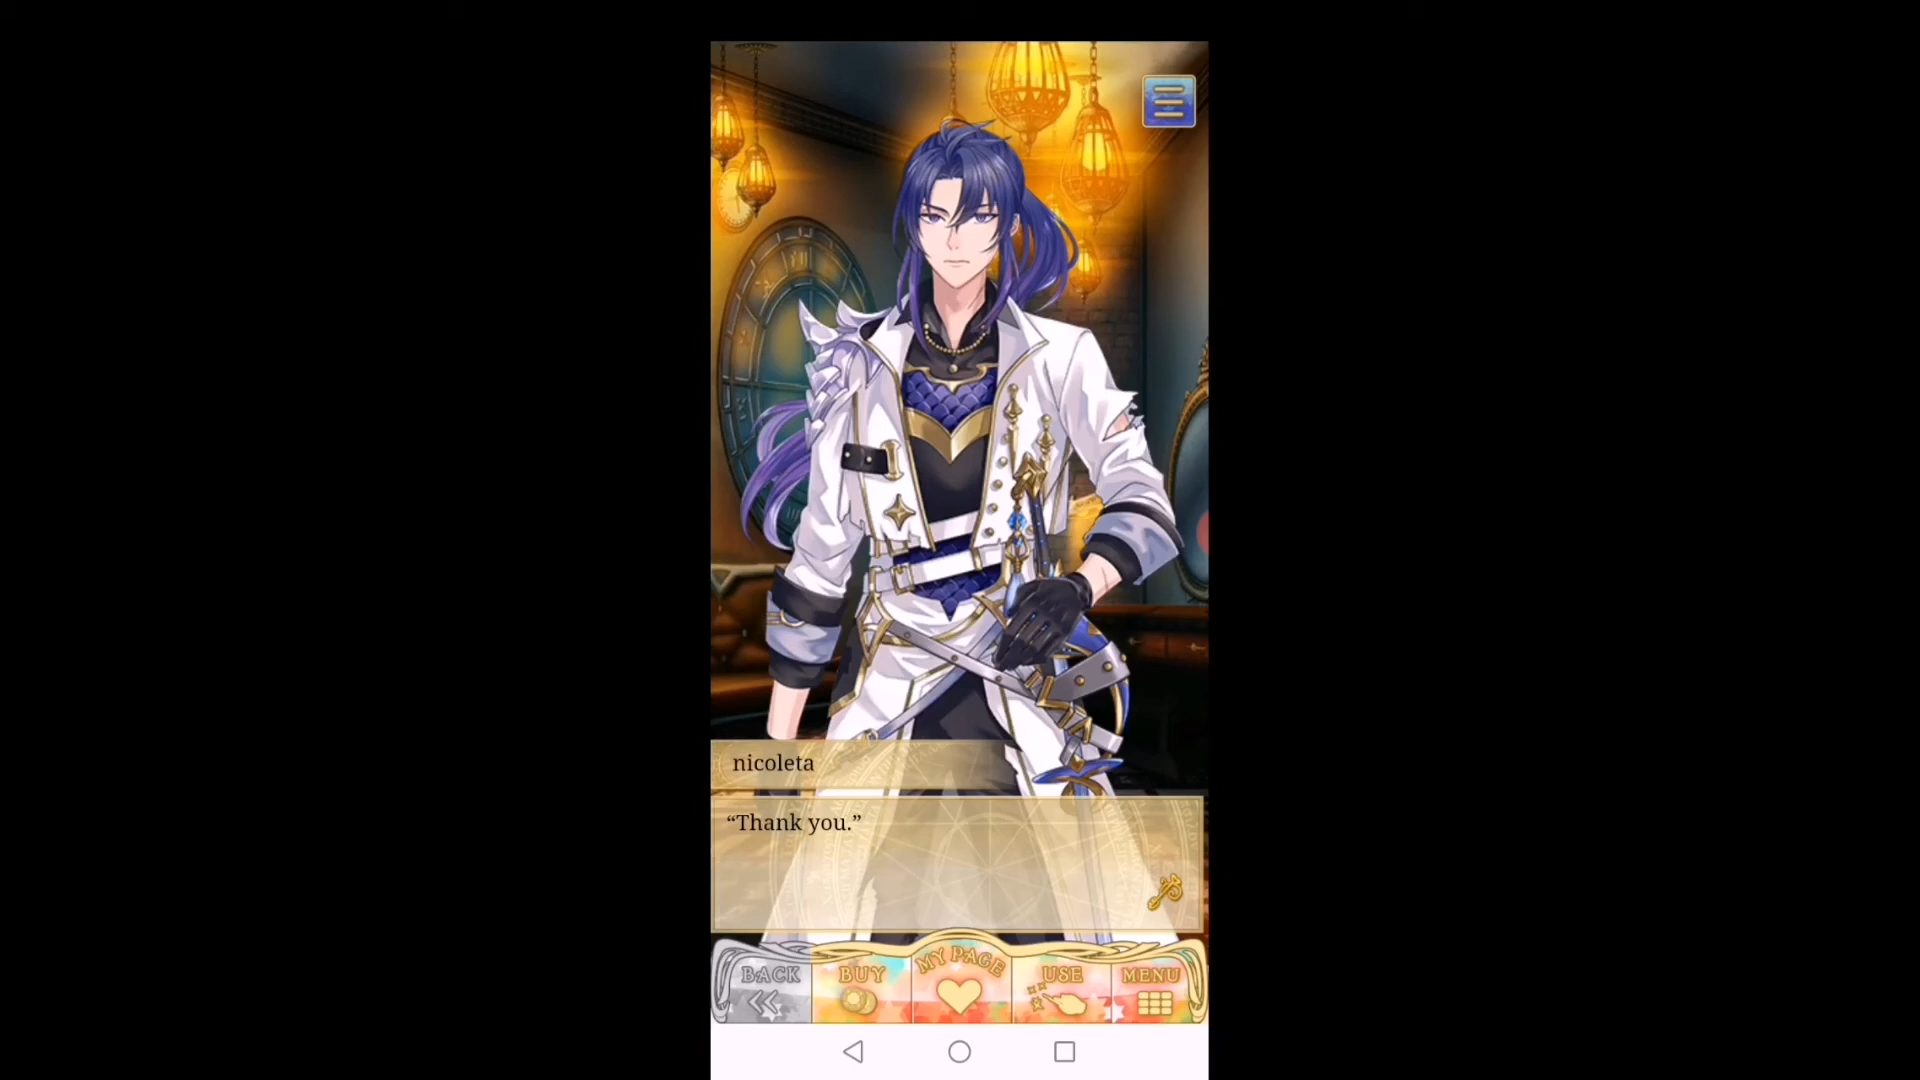 nicoleta
“Thank you.”
BACK
BUY
MY PAGE
USE
MENU